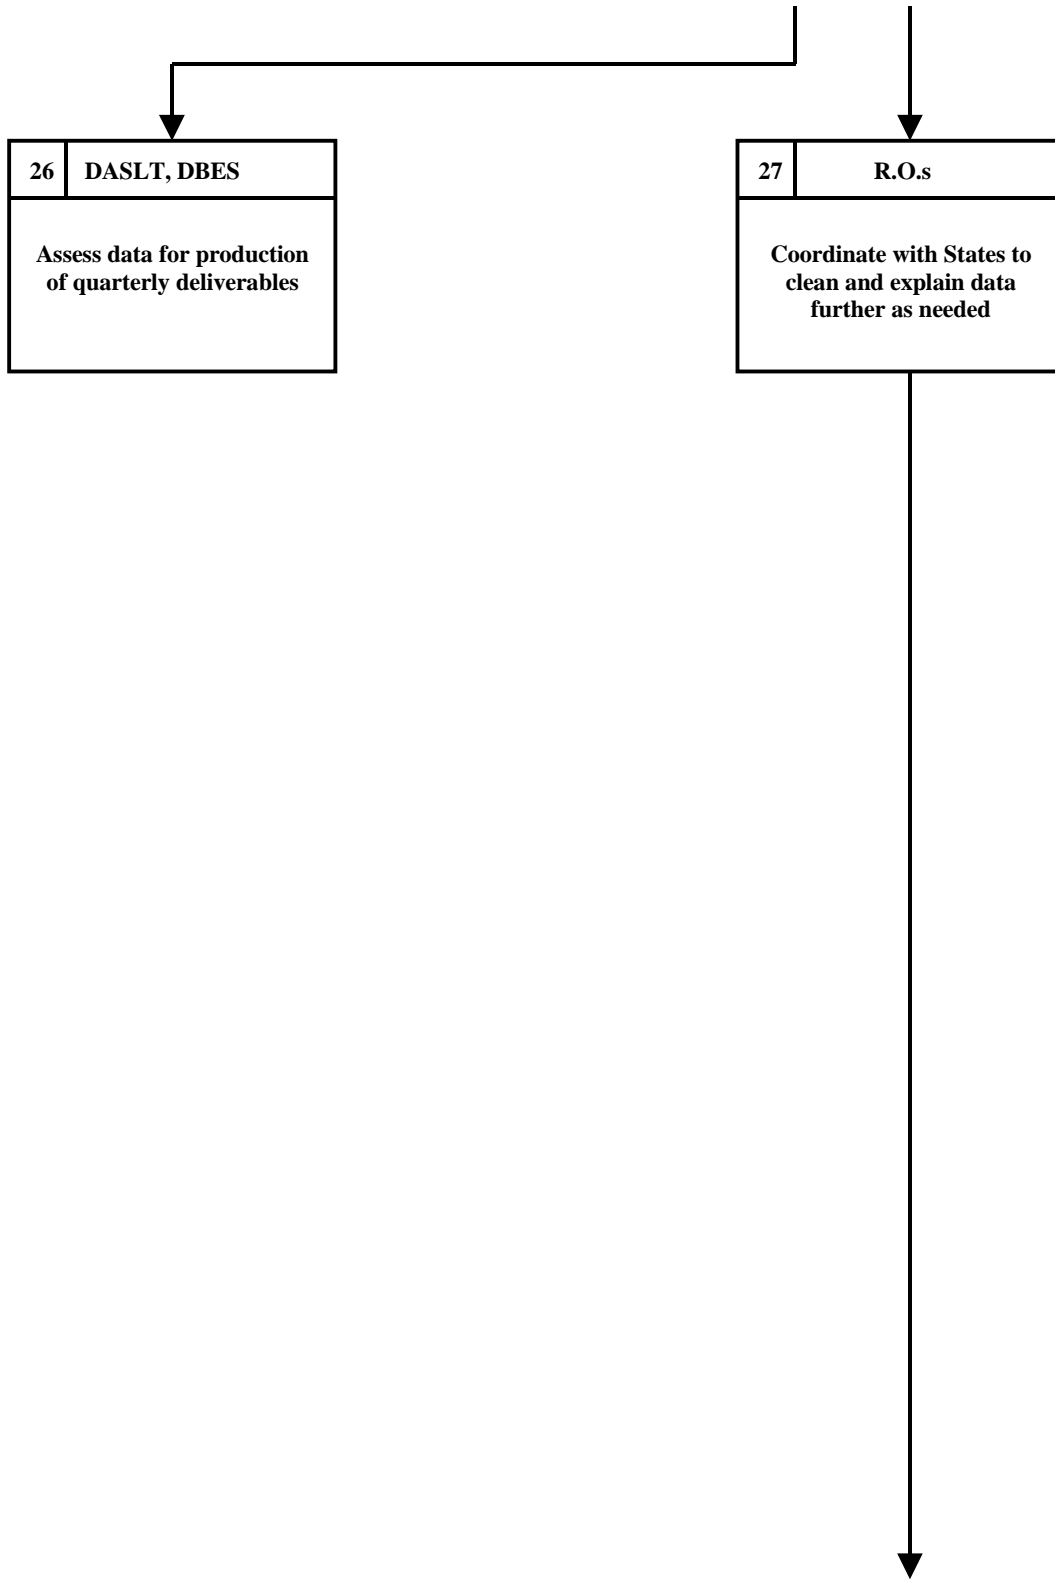 26
DASLT, DBES
Assess data for production
of quarterly deliverables
27
R.O.s
Coordinate with States to
clean and explain data
further as needed